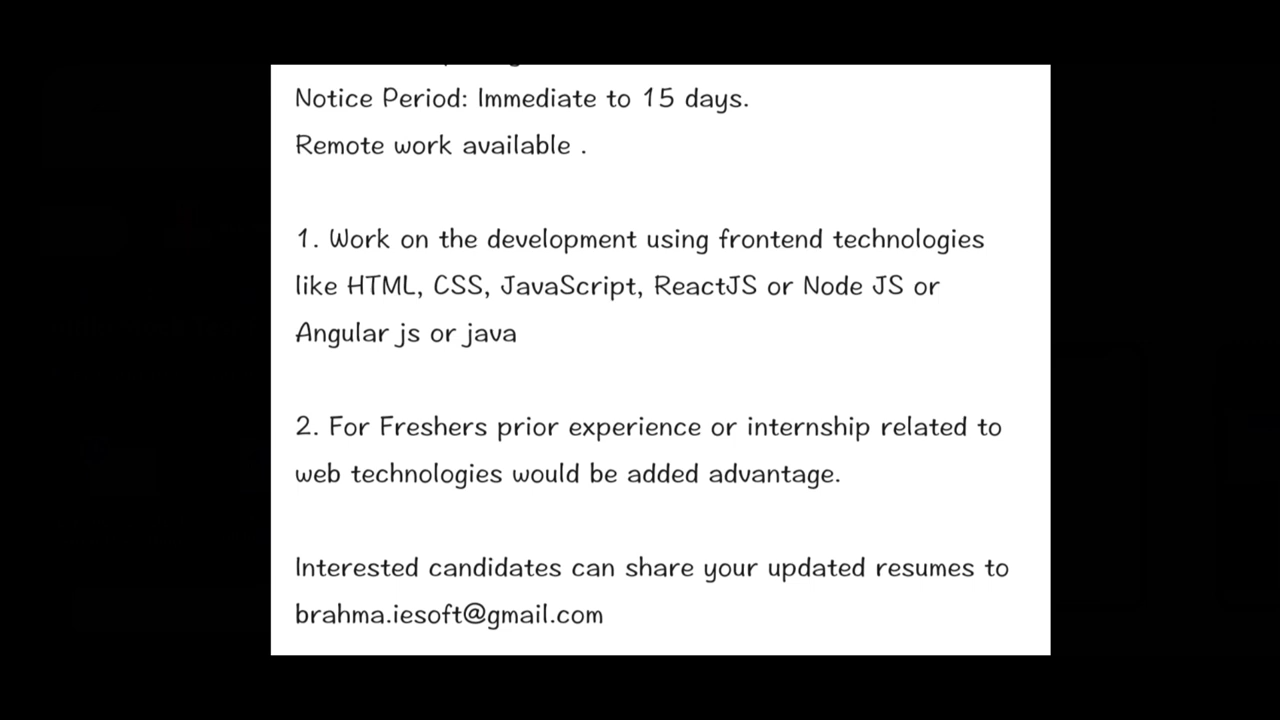 Notice Period: Immediate to 15 days.
Remote work available .
1. Work on the development using frontend technologies
like HTML, CSS, JavaScript, ReactJS or Node JS or
Angular js or java
2. For Freshers prior experience or internship related to
web technologies would be added advantage.
Interested candidates can share your updated resumes to
brahma.iesoft@gmail.com